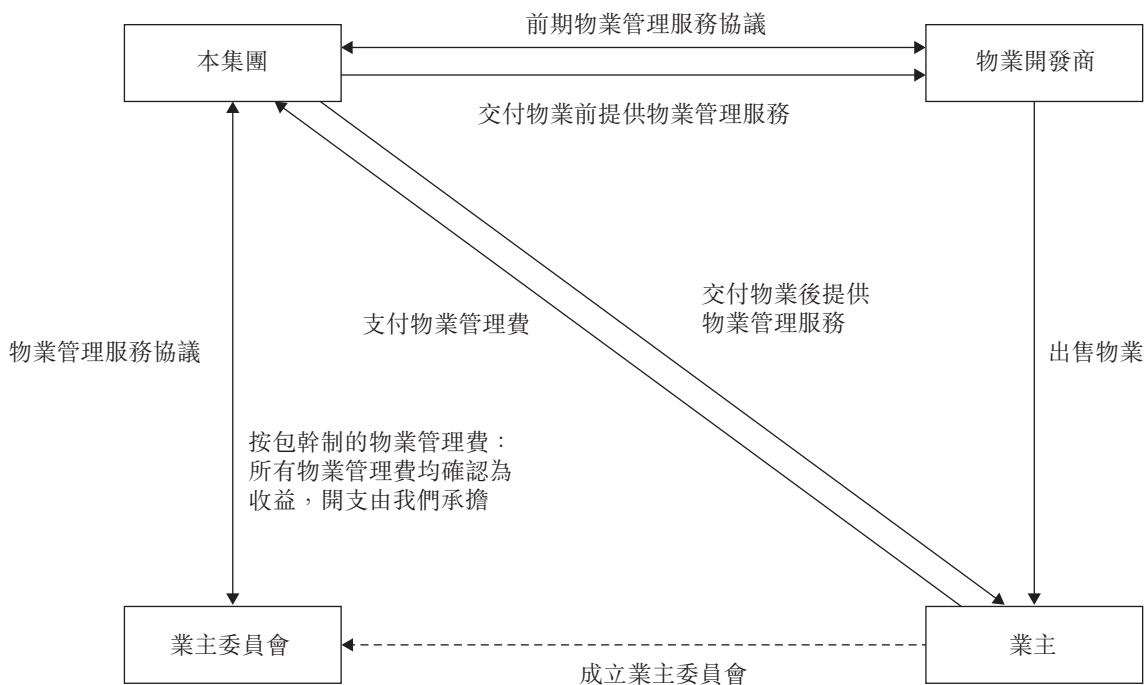 前期物業管理服務協議
本集團
物業開發商
交付物業前提供物業管理服務
交付物業後提供
物業管理服務
支付物業管理費
物業管理服務協議
出售物業
按包幹制的物業管理費：
所有物業管理費均確認為
收益，開支由我們承擔
業主委員會
業主
成立業主委員會